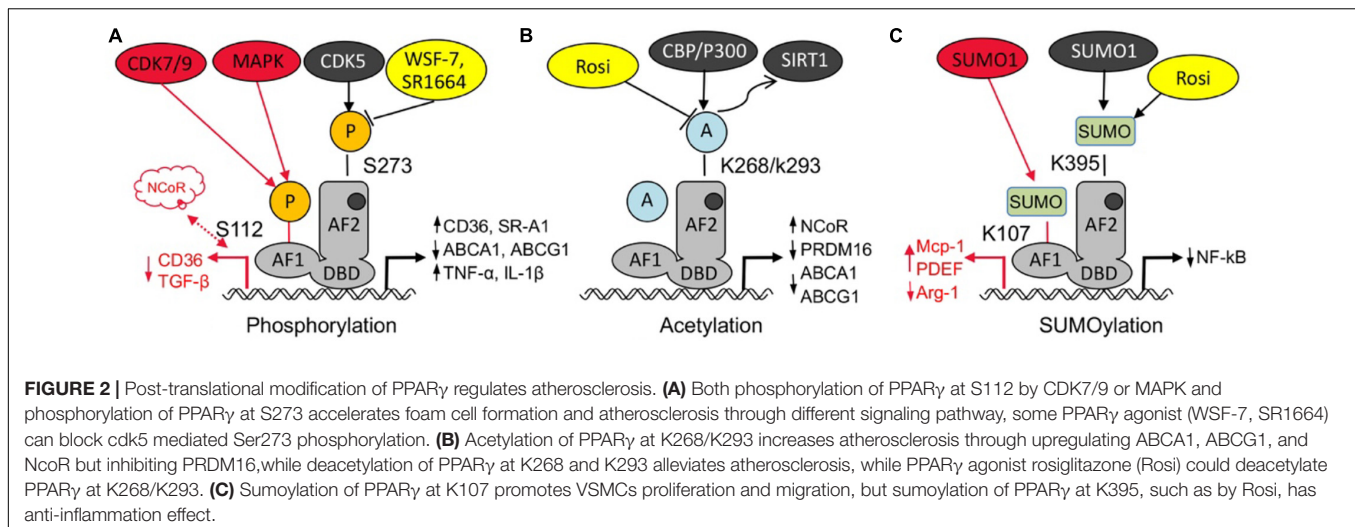 A
CDK7/9
MAPK
CDK5
WSF-7,
SR1664
P
S273
NCoR
P
S112
AF2
AF1
DBD
CD36
TGF-β
CD36, SR-A1
ABCA1, ABCG1
TNF-α, IL-1β
Phosphorylation
B
Rosi
CBP/P300
SIRT1
A
K268/k293
A
AF2
AF1
DBD
NCoR
PRDM16
ABCA1
ABCG1
Acetylation
C
SUMO1
SUMO1
Rosi
SUMO
K395
SUMO
K107
AF2
AF1
DBD
Mcp-1
PDEF
Arg-1
NF-kB
SUMOylation
FIGURE 2 | Post-translational modification of PPARγ regulates atherosclerosis. (A) Both phosphorylation of PPARγ at S112 by CDK7/9 or MAPK and
phosphorylation of PPARγ at S273 accelerates foam cell formation and atherosclerosis through different signaling pathway, some PPARγ agonist (WSF-7, SR1664)
can block cdk5 mediated Ser273 phosphorylation. (B) Acetylation of PPARγ at K268/K293 increases atherosclerosis through upregulating ABCA1, ABCG1, and
NcoR but inhibiting PRDM16,while deacetylation of PPARγ at K268 and K293 alleviates atherosclerosis, while PPARγ agonist rosiglitazone (Rosi) could deacetylate
PPARγ at K268/K293. (C) Sumoylation of PPARγ at K107 promotes VSMCs proliferation and migration, but sumoylation of PPARγ at K395, such as by Rosi, has
anti-inflammation effect.